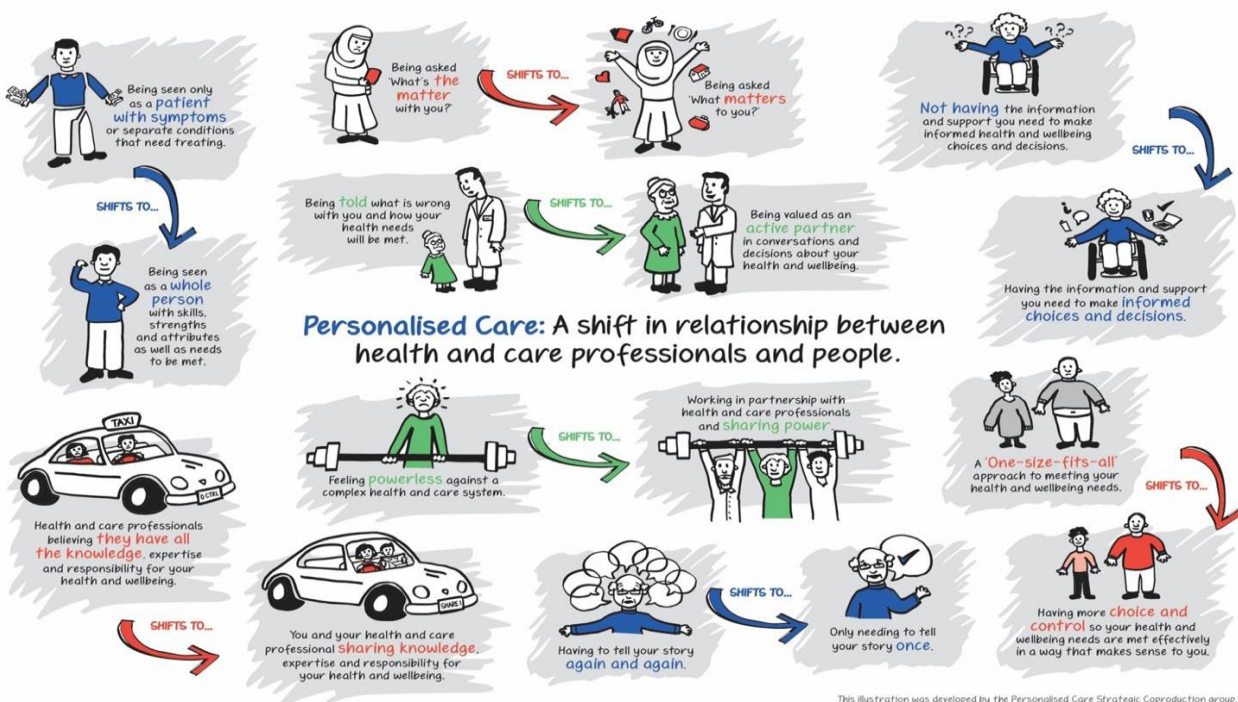 Being seen only
as a patient
with symptoms
or separate conditions
that need treating.
SHIFTS TO...
Being seen
as a whole
person
with skills,
strengths
and attributes
as well as needs
to be met.
Being asked
'What's the
matter
with you?'
SHIFTS TO...
Being asked
'What matters
to you?'
Not having the information
and support you need to make
informed health and wellbeing
choices and decisions.
SHIFTS TO...
Having the information and support
you need to make informed
choices and decisions.
Being told what is wrong
with you and how your
health needs
will be met.
SHIFTS TO...
Being valued as an
active partner
in conversations and
decisions about your
health and wellbeing.
Personalised Care: A shift in relationship between
health and care professionals and people.
TAXI
0 CTRL
Health and care professionals
believing they have all
the knowledge, expertise
and responsibility for your
health and wellbeing.
SHIFTS TO...
SHARE 1
You and your health and care
professional sharing knowledge,
expertise and responsibility for
your health and wellbeing.
Feeling powerless against a
complex health and care system.
SHIFTS TO...
Working in partnership with
health and care professionals
and sharing power.
Having to tell your story
again and again.
SHIFTS TO...
Only needing to tell
your story once.
A 'One-size-fits-all'
approach to meeting your
health and wellbeing needs.
SHIFTS TO...
Having more choice and
control so your health and
wellbeing needs are met effectively
in a way that makes sense to you.
This illustration was developed by the Personalised Care Strategic Coproduction group.